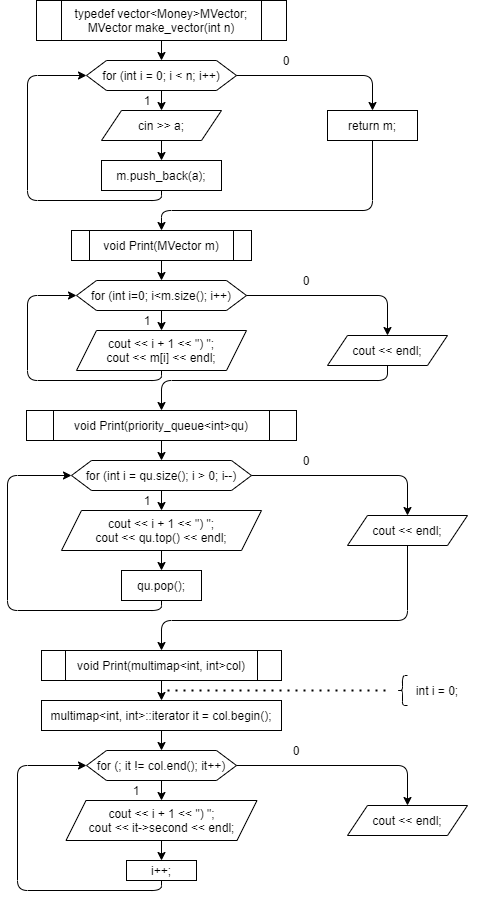 typedef vector<Money>MVector;
MVector make_vector(int n)
0
for (int i = 0; i < n; i++)
1
cin >> a;
return m;
m.push_back(a);
void Print(MVector m)
0
for (int i=0; i<m.size(); i++)
1
cout << i + 1 << ") ";
cout << m[i] << endl;
cout << endl;
void Print(priority_queue<int>qu)
0
for (int i = qu.size(); i > 0; i--)
1
cout << i + 1 << ") ";
cout << qu.top() << endl;
cout << endl;
qu.pop();
void Print(multimap<int, int>col)
int i = 0;
multimap<int, int>::iterator it = col.begin();
0
for (; it != col.end(); it++)
1
cout << i + 1 << ") ";
cout << it->second << endl;
cout << endl;
i++;